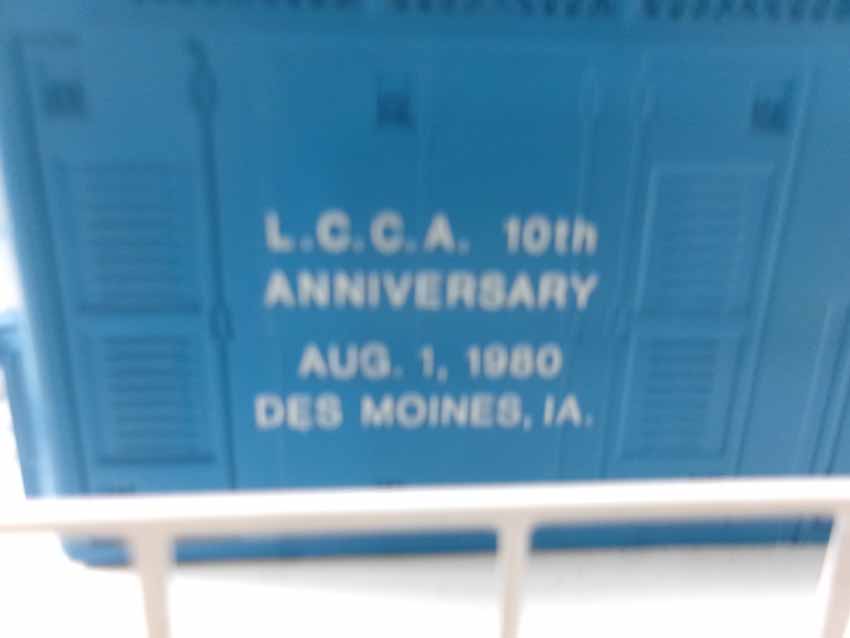 L.C.C.A. 10th
ANNIVERSARY
AUG. 1, 1980
DES MOINES, IA.